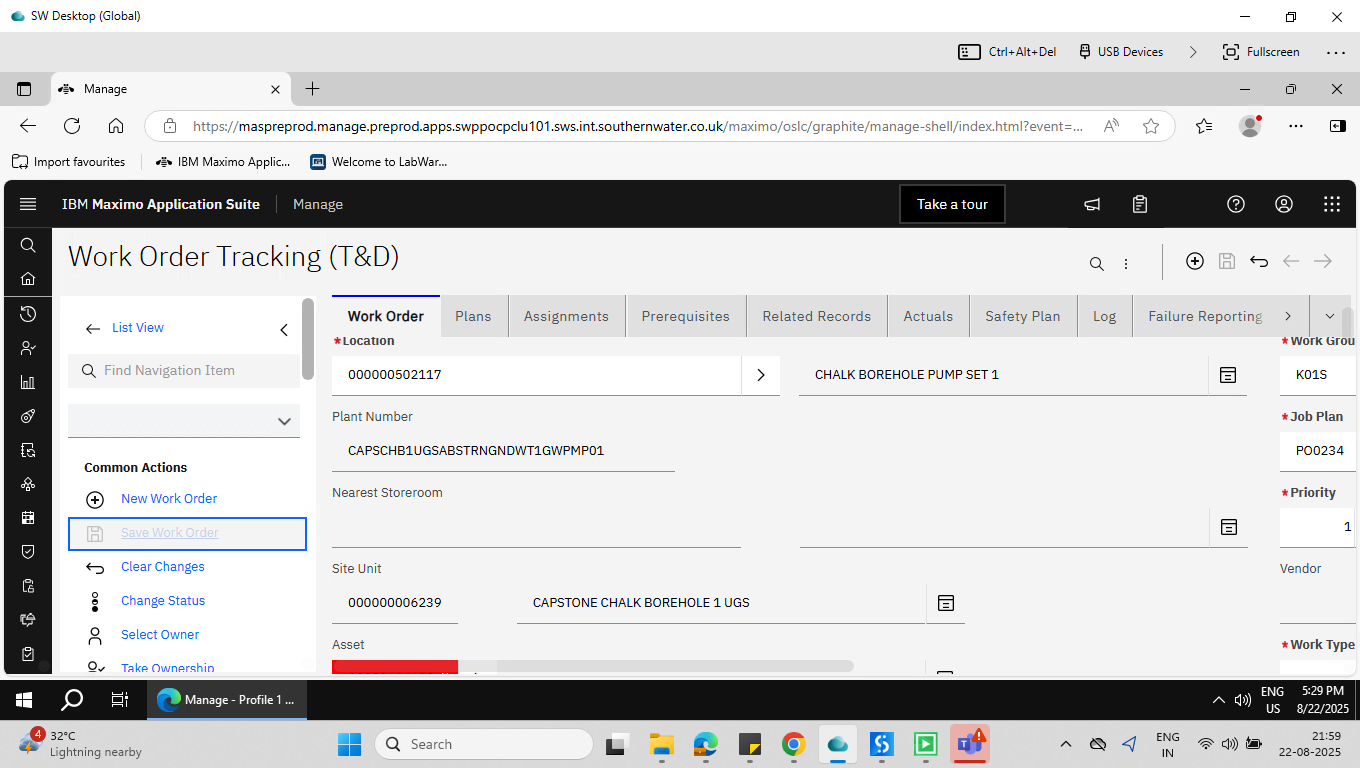 SW Desktop (Global)
Ctrl+Alt+Del
USB Devices
Fullscreen
Manage
https://maspreprod.manage.preprod.apps.swppocpclu101.sws.int.southernwater.co.uk/maximo/oslc/graphite/manage-shell/index.html?event=...
Import favourites
IBM Maximo Applic...
Welcome to LabWar...
IBM Maximo Application Suite
Manage
Take a tour
Work Order Tracking (T&D)
List View
Find Navigation Item
Common Actions
New Work Order
Save Work Order
Clear Changes
Change Status
Select Owner
Take Ownership
Work Order
Plans
Assignments
Prerequisites
Related Records
Actuals
Safety Plan
Log
Failure Reporting
*Location
000000502117
CHALK BOREHOLE PUMP SET 1
Plant Number
CAPSCHB1UGSABSTRNGNDWT1GWPMP01
Nearest Storeroom
Site Unit
000000006239
CAPSTONE CHALK BOREHOLE 1 UGS
Asset
*Work Grou
K01S
*Job Plan
PO0234
*Priority
1
Vendor
*Work Type
Manage - Profile 1 ...
ENG
US
5:29 PM
8/22/2025
4
32°C
Lightning nearby
Search
ENG
IN
21:59
22-08-2025